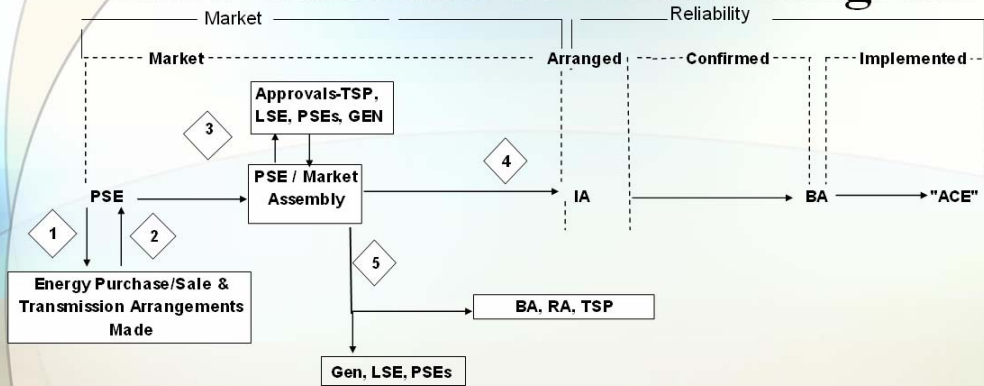 Market
Reliability
Market
Arranged
Confirmed
Implemented
Approvals-TSP,
LSE, PSEs, GEN
3
4
PSE
PSE / Market
Assembly
IA
BA
"ACE"
1
2
5
Energy Purchase/Sale &
Transmission Arrangements
Made
BA, RA, TSP
Gen, LSE, PSEs